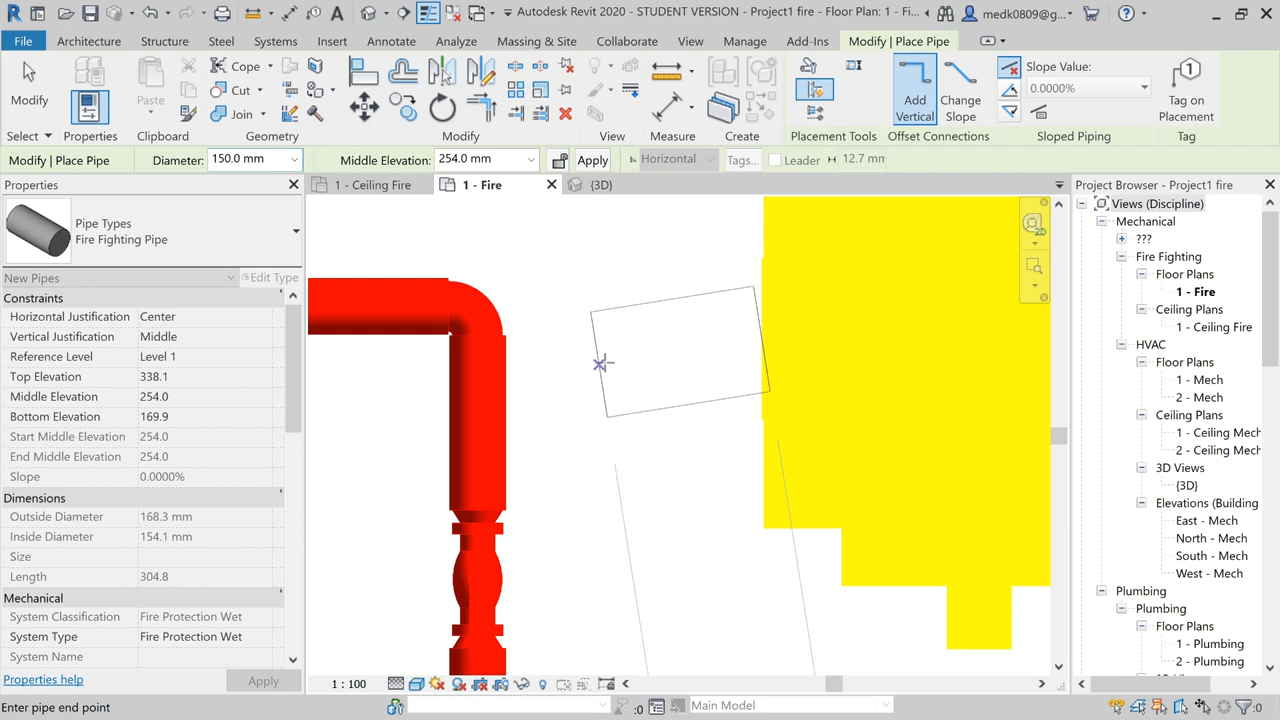 Autodesk Revit 2020 - STUDENT VERSION - Project1 fire - Floor Plan: 1 - Fi...
medk0809@g...
File Architecture Structure Steel Systems Insert Annotate Analyze Massing & Site Collaborate View Manage Add-Ins Modify | Place Pipe
Modify
Paste
Cope
Cut
Join
Add Vertical
Change Slope
Slope Value:
0.0000%
Tag on Placement
Select Properties Clipboard Geometry Modify View Measure Create Placement Tools Offset Connections Sloped Piping Tag
Modify | Place Pipe Diameter: 150.0 mm Middle Elevation: 254.0 mm Apply Horizontal Tags... Leader 12.7 mm
Properties
1 - Ceiling Fire 1 - Fire {3D}
Project Browser - Project1 fire
Pipe Types
Fire Fighting Pipe
New Pipes Edit Type
Constraints
Horizontal Justification Center
Vertical Justification Middle
Reference Level Level 1
Top Elevation 338.1
Middle Elevation 254.0
Bottom Elevation 169.9
Start Middle Elevation 254.0
End Middle Elevation 254.0
Slope 0.0000%
Dimensions
Outside Diameter 168.3 mm
Inside Diameter 154.1 mm
Size
Length 304.8
Mechanical
System Classification Fire Protection Wet
System Type Fire Protection Wet
System Name
Properties help Apply
2D
Views (Discipline)
Mechanical
???
Fire Fighting
Floor Plans
1 - Fire
Ceiling Plans
1 - Ceiling Fire
HVAC
Floor Plans
1 - Mech
2 - Mech
Ceiling Plans
1 - Ceiling Mech
2 - Ceiling Mech
3D Views
{3D}
Elevations (Building
East - Mech
North - Mech
South - Mech
West - Mech
Plumbing
Plumbing
Floor Plans
1 - Plumbing
2 - Plumbing
1 : 100
Enter pipe end point
:0
Main Model
:0